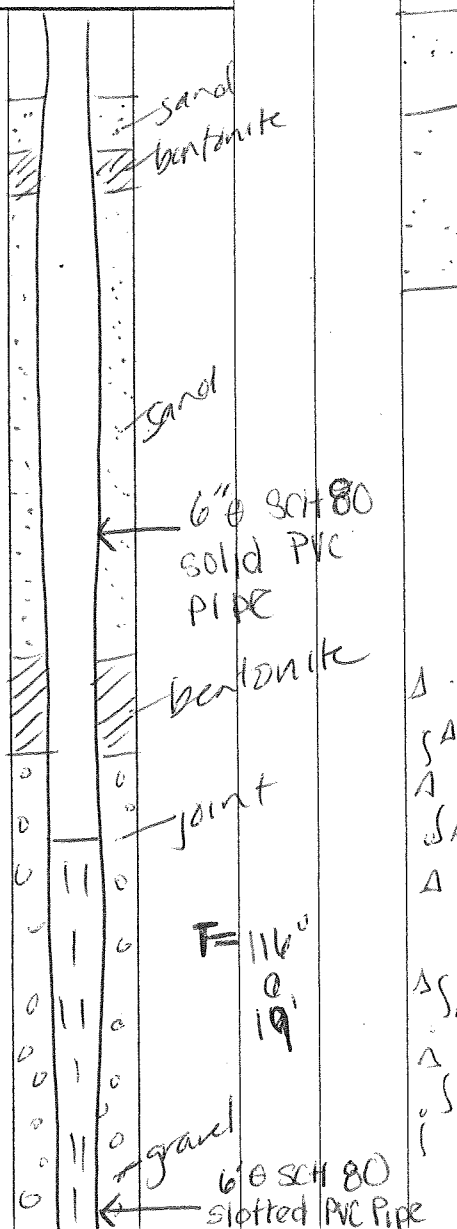 sand
bentonite
sand
6" Ø SCH 80
solid PVC
PIPE
bentonite
joint
T= 116°
@
19'
gravel
6" Ø SCH 80
slotted PVC Pipe